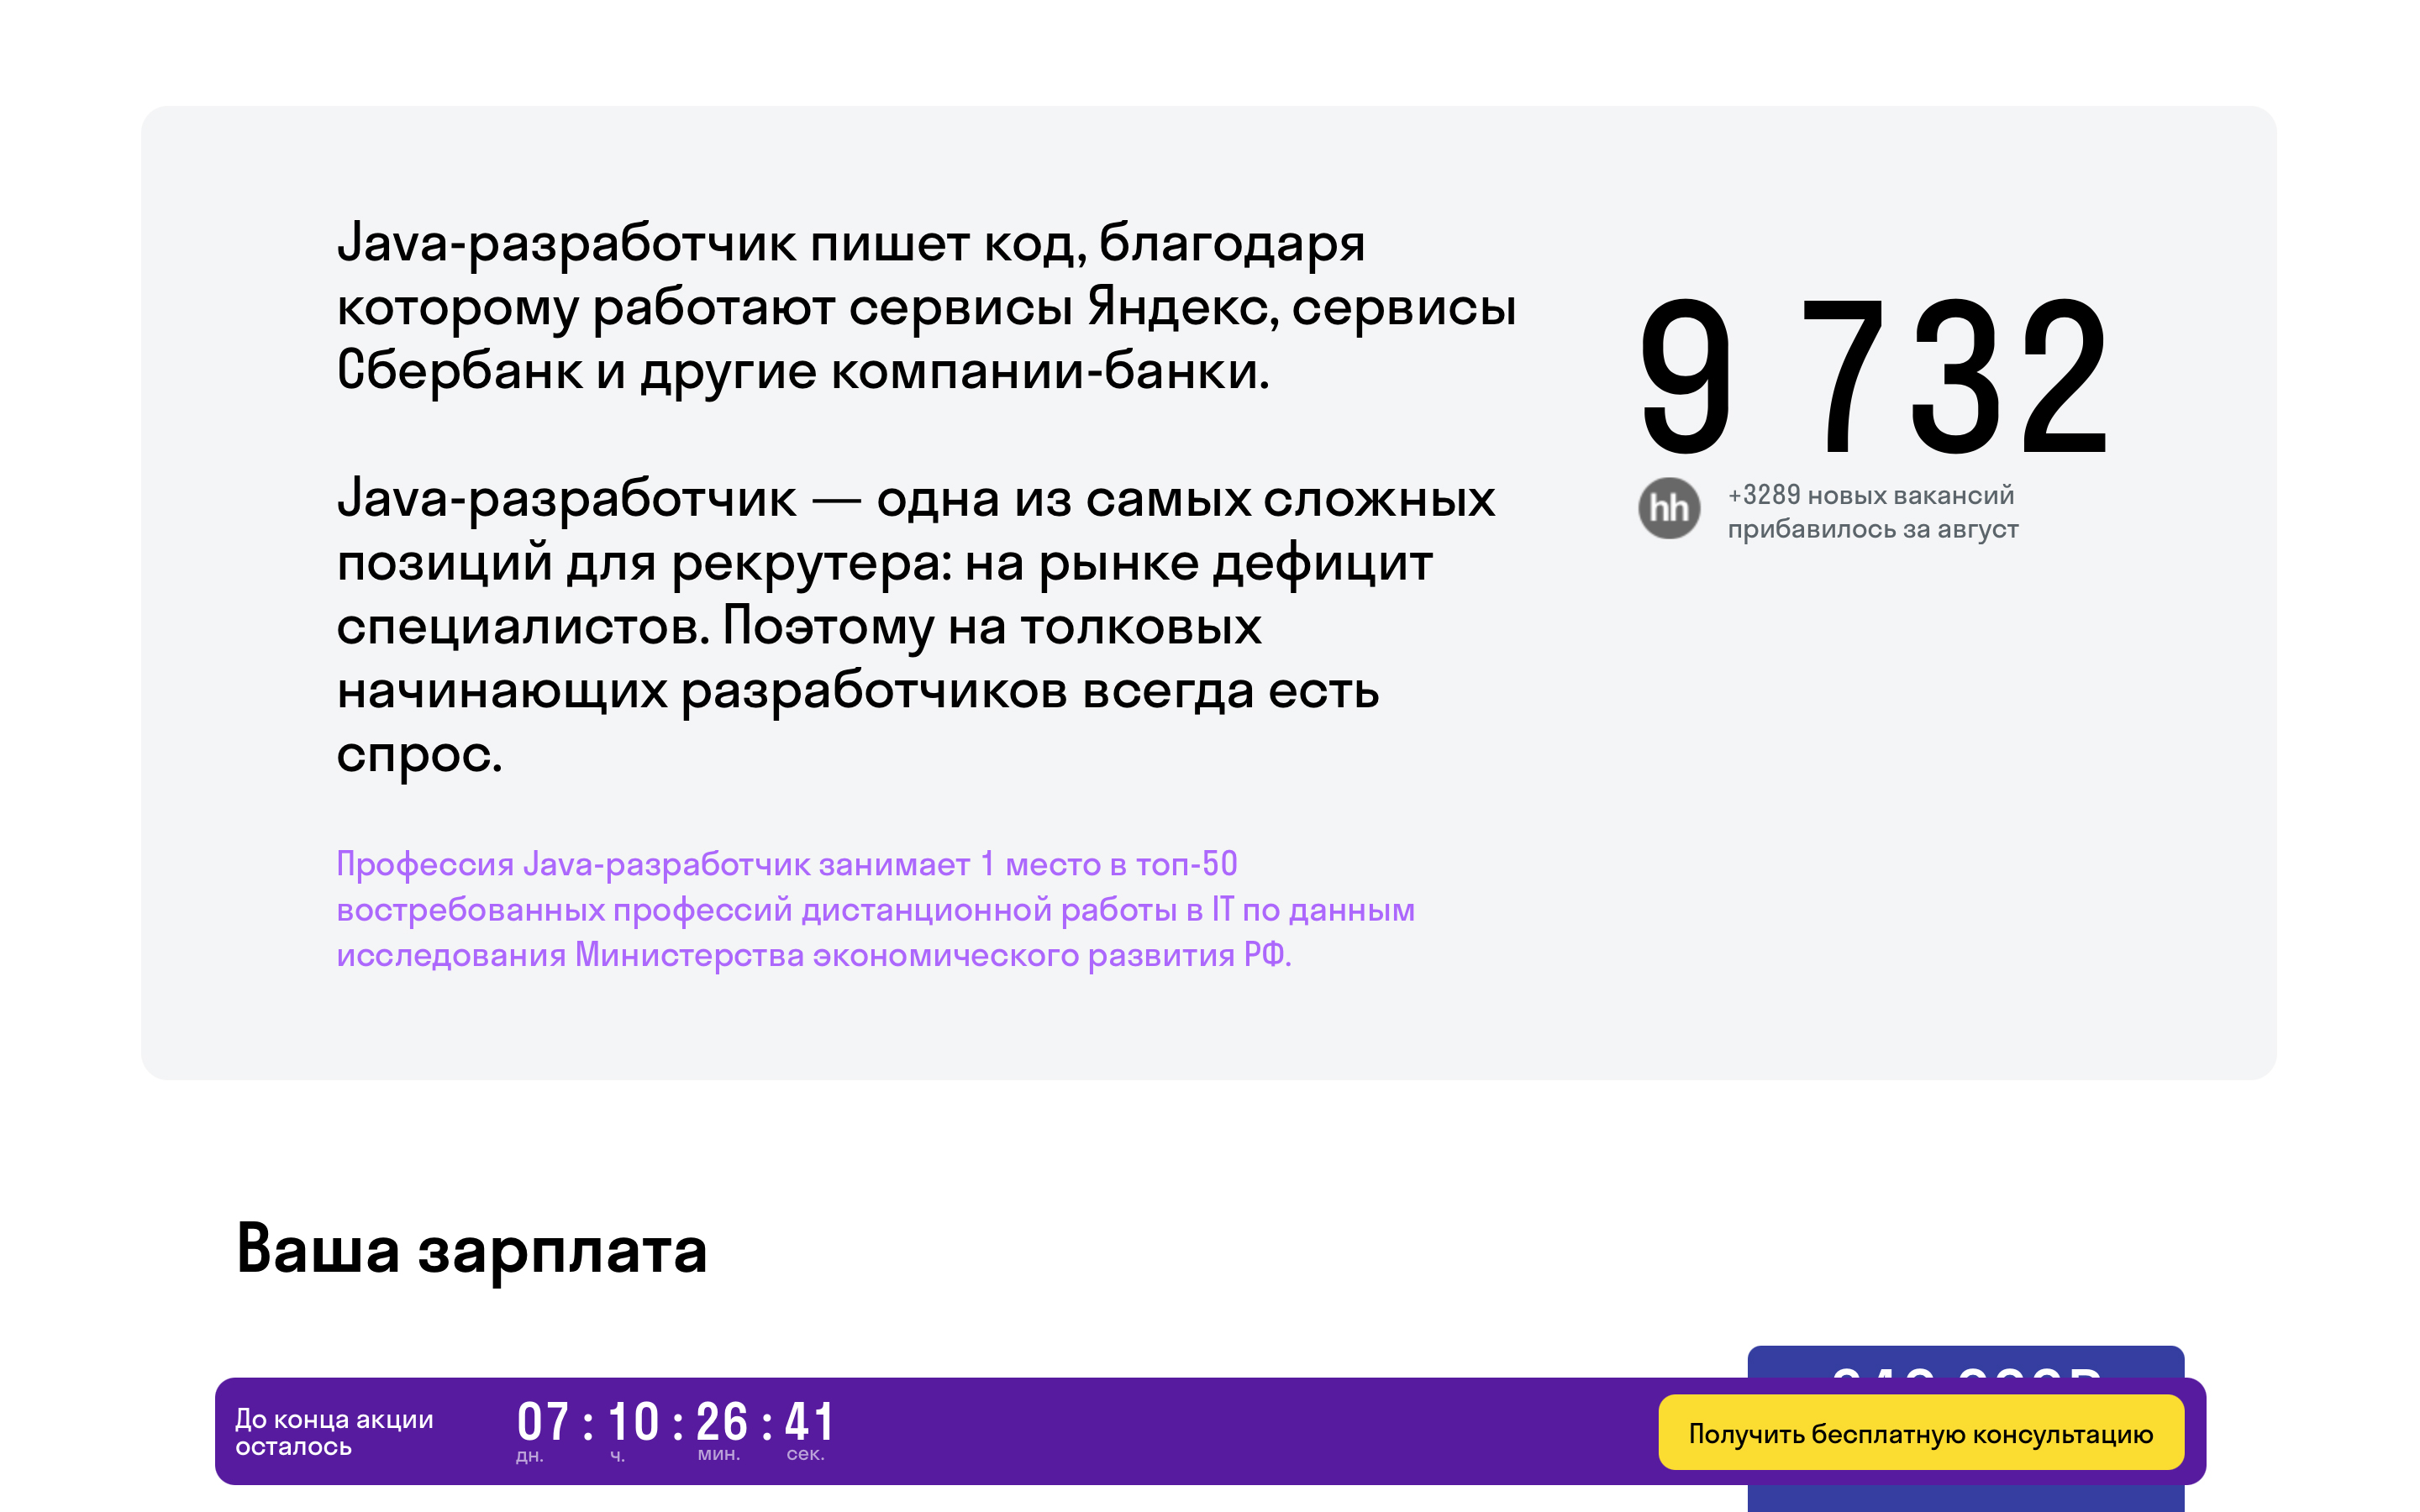 Java-разработчик пишет код, благодаря
которому работают сервисы Яндекс, сервисы
Сбербанк и другие компании-банки.
Java-разработчик — одна из самых сложных
позиций для рекрутера: на рынке дефицит
специалистов. Поэтому на толковых
начинающих разработчиков всегда есть
спрос.
Профессия Java-разработчик занимает 1 место в топ-50
востребованных профессий дистанционной работы в IT по данным
исследования Министерства экономического развития РФ.
9 732
hh
+3289 новых вакансий
прибавилось за август
Ваша зарплата
До конца акции
осталось
07 : 10 : 26 : 41
дн. ч. мин. сек.
Получить бесплатную консультацию